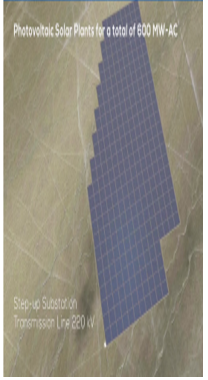 Photovoltaic Solar Plants for a total of 600 MW-AC
Step-up Substation
Transmission Line 220 kV